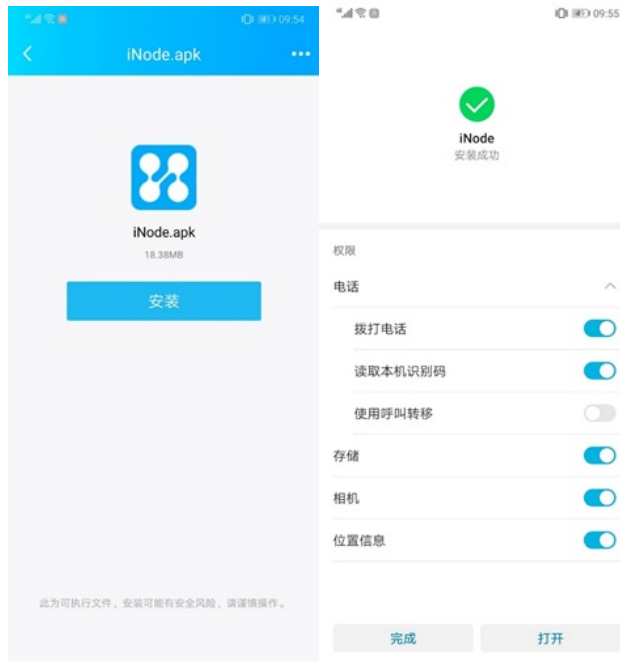 09:54
iNode.apk
iNode.apk
18.38MB
安装
此为可执行文件，安装可能有安全风险，请谨慎操作。
09:55
iNode
安装成功
权限
电话
拨打电话
读取本机识别码
使用呼叫转移
存储
相机
位置信息
完成
打开